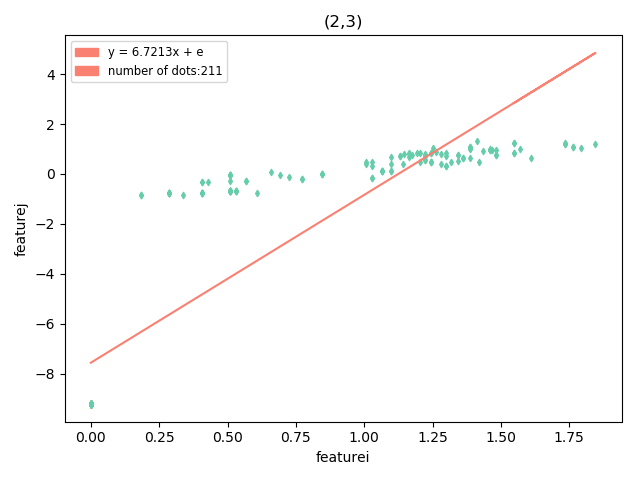 (2,3)
y = 6.7213x + e
number of dots:211
4
2
0
−2
−4
−6
−8
featurej
0.00 0.25 0.50 0.75 1.00 1.25 1.50 1.75
featurei